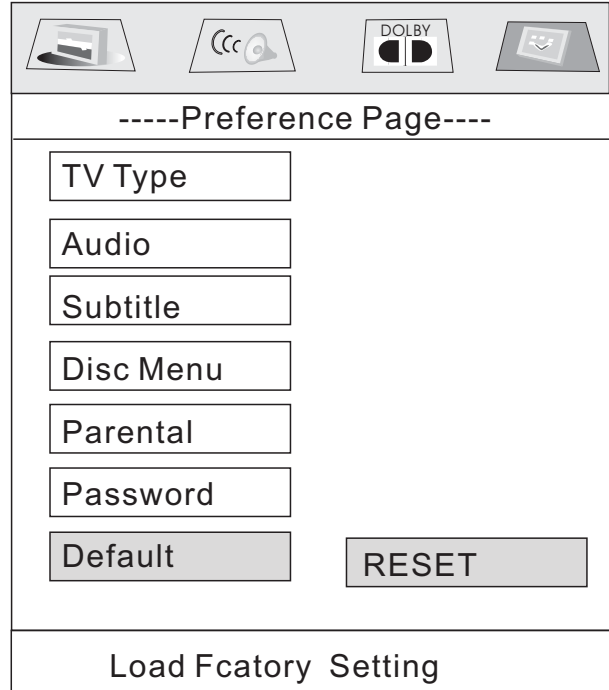 DOLBY
-----Preference Page----
TV Type
Audio
Subtitle
Disc Menu
Parental
Password
Default
RESET
Load Fcatory Setting